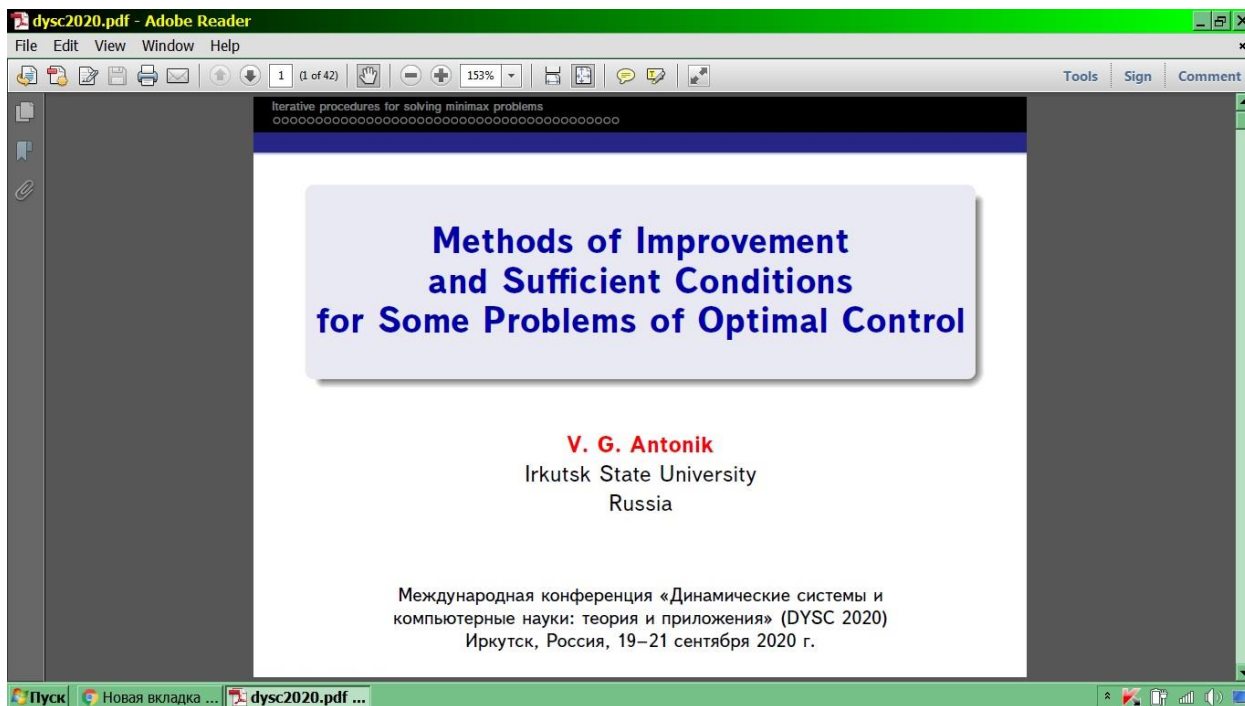 dysc2020.pdf - Adobe Reader
File Edit View Window Help
1 (1 of 42) 153% Tools Sign Comment
Iterative procedures for solving minimax problems
Methods of Improvement
and Sufficient Conditions
for Some Problems of Optimal Control
V. G. Antonik
Irkutsk State University
Russia
Международная конференция «Динамические системы и
компьютерные науки: теория и приложения» (DYSC 2020)
Иркутск, Россия, 19–21 сентября 2020 г.
Пуск Новая вкладка ... dysc2020.pdf ...